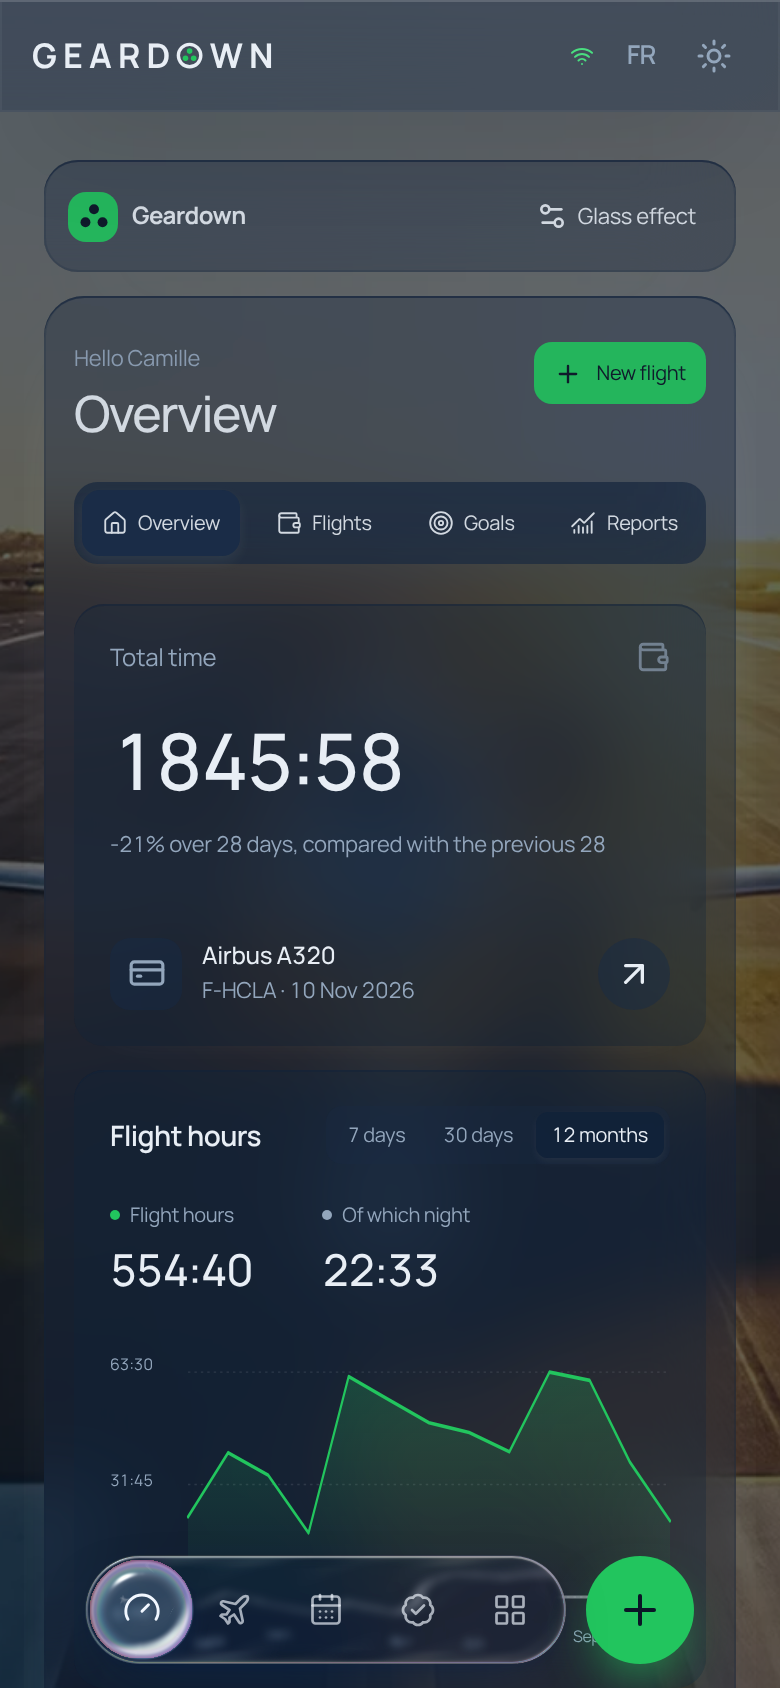 GEARDOWN
FR
Geardown
Glass effect
Hello Camille
Overview
New flight
Overview
Flights
Goals
Reports
Total time
1845:58
-21% over 28 days, compared with the previous 28
Airbus A320
F-HCLA · 10 Nov 2026
Flight hours
7 days
30 days
12 months
Flight hours
Of which night
554:40
22:33
63:30
31:45